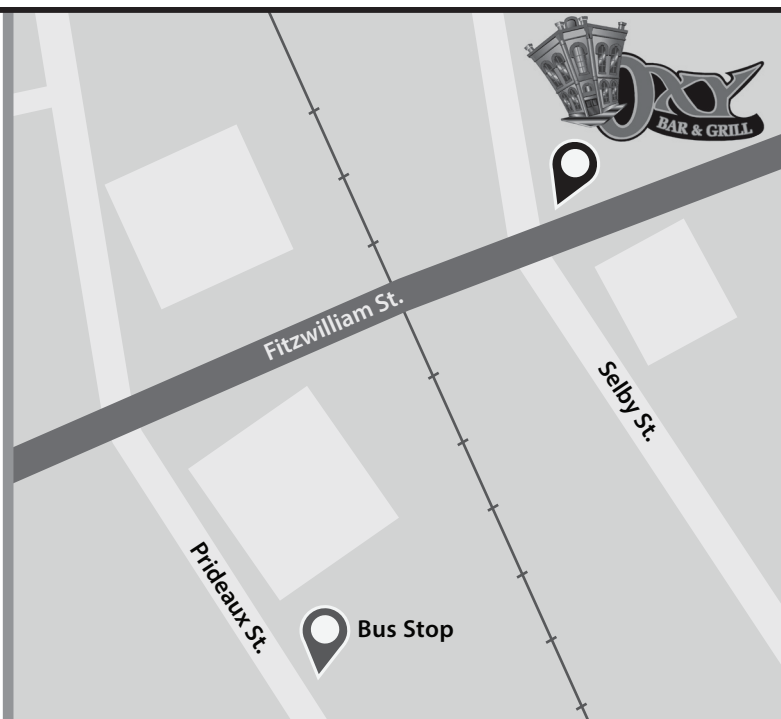 OXY
BAR & GRILL
Fitzwilliam St.
Selby St.
Prideaux St.
Bus Stop